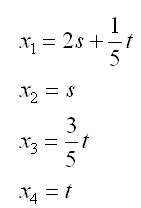 x₁ = 2s + 1/5 t
x₂ = s
x₃ = 3/5 t
x₄ = t